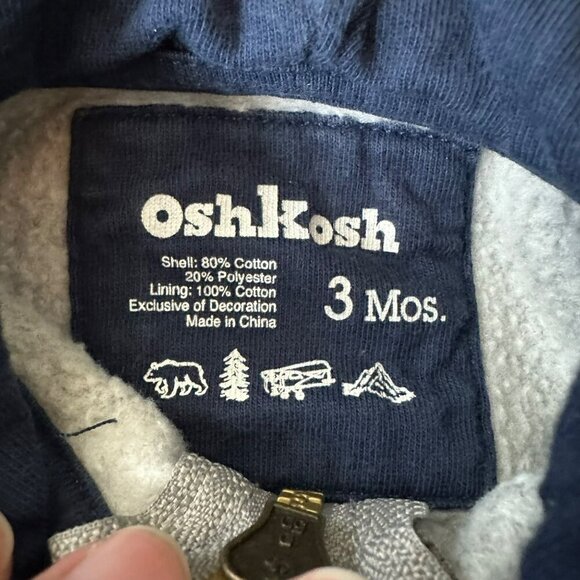 OshKosh
Shell: 80% Cotton
20% Polyester
Lining: 100% Cotton
Exclusive of Decoration
Made in China
3 Mos.